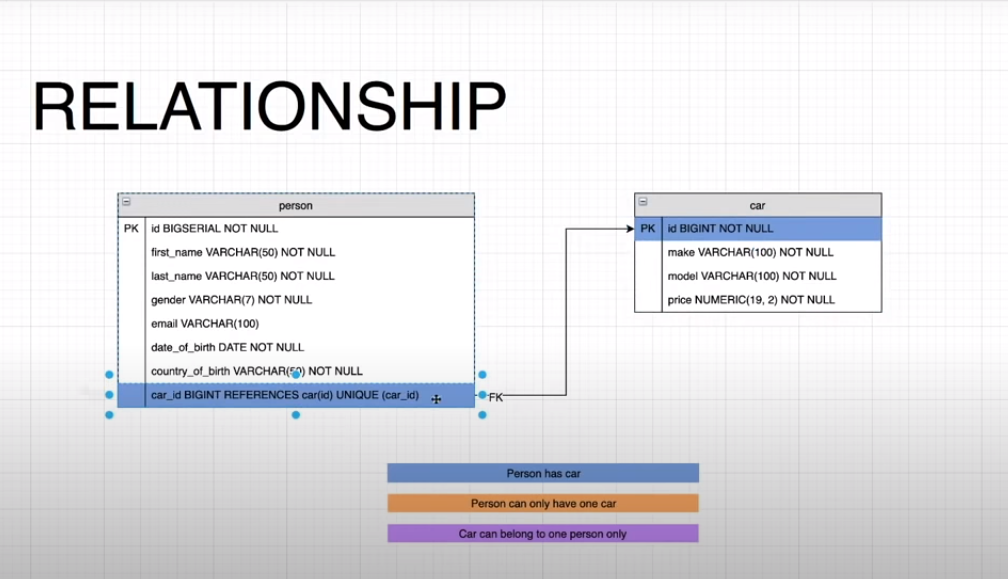 RELATIONSHIP
person
PK id BIGSERIAL NOT NULL
first_name VARCHAR(50) NOT NULL
last_name VARCHAR(50) NOT NULL
gender VARCHAR(7) NOT NULL
email VARCHAR(100)
date_of_birth DATE NOT NULL
country_of_birth VARCHAR(50) NOT NULL
car_id BIGINT REFERENCES car(id) UNIQUE (car_id)
FK
car
PK id BIGINT NOT NULL
make VARCHAR(100) NOT NULL
model VARCHAR(100) NOT NULL
price NUMERIC(19, 2) NOT NULL
Person has car
Person can only have one car
Car can belong to one person only